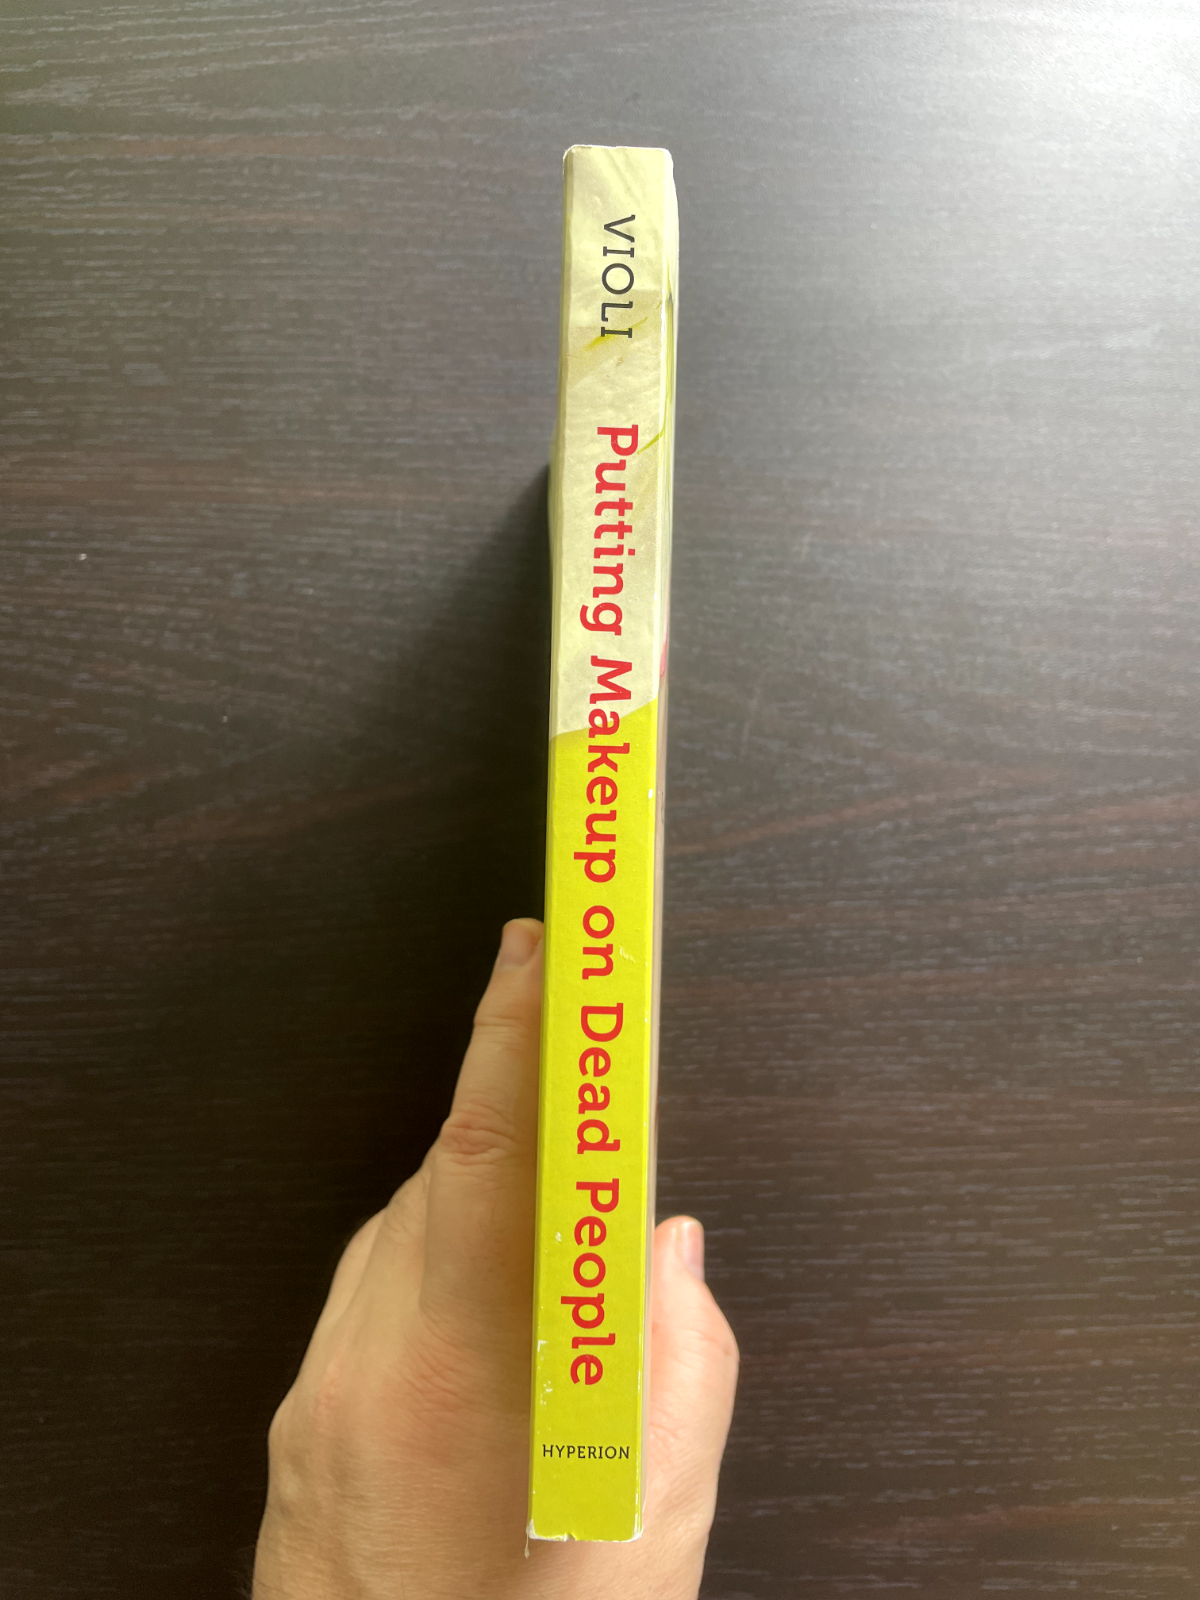 VIOLI
Putting Makeup on Dead People
HYPERION